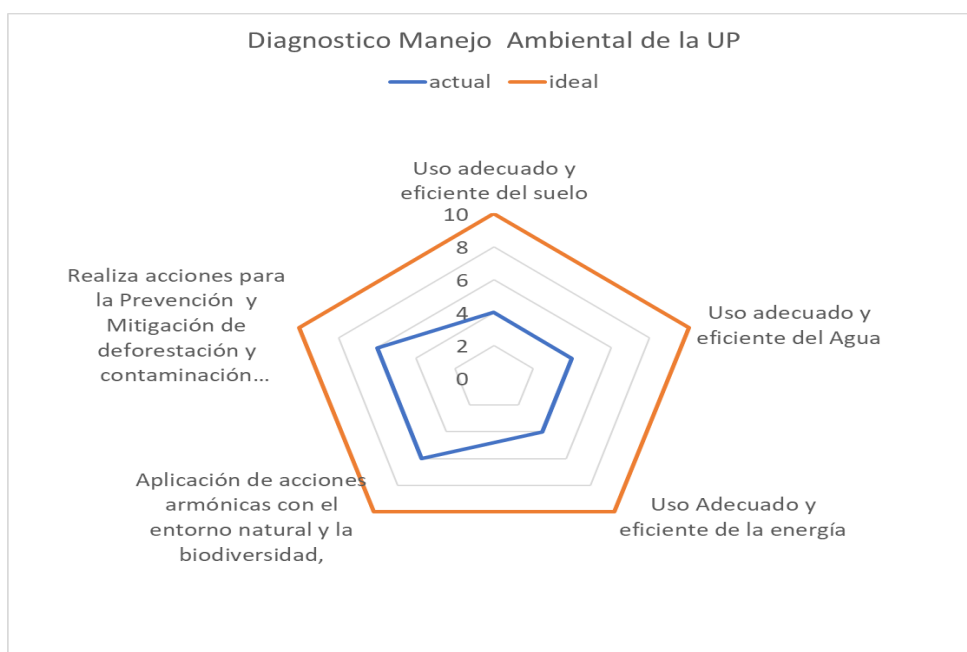 Diagnostico Manejo  Ambiental de la UP
actual
ideal
Uso adecuado y
eficiente del suelo
10
8
6
4
2
0
Uso adecuado y
eficiente del Agua
Uso Adecuado y
eficiente de la energía
Aplicación de acciones
armónicas con el
entorno natural y la
biodiversidad,
Realiza acciones para
la Prevención  y
Mitigación de
deforestación y
contaminación...